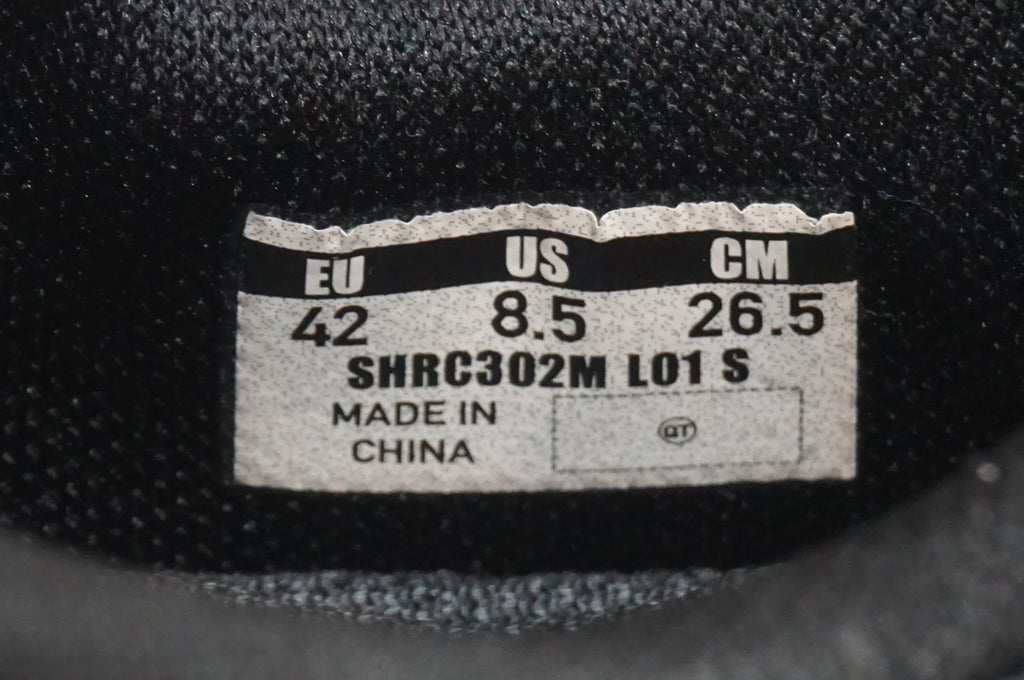 EU US CM
42 8.5 26.5
SHRC302M L01 S
MADE IN
CHINA
QT